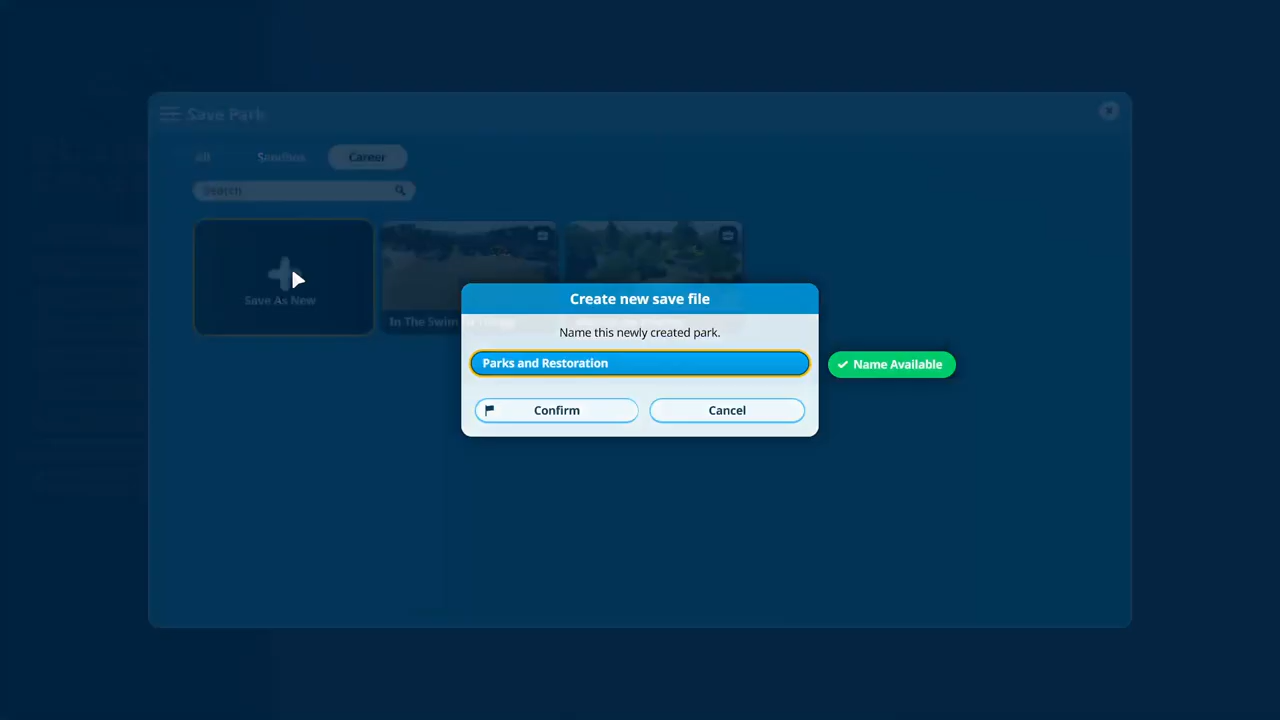 Save Park
All
Sandbox
Career
Search
Save As New
In The Swim
Create new save file
Name this newly created park.
Parks and Restoration
Name Available
Confirm
Cancel